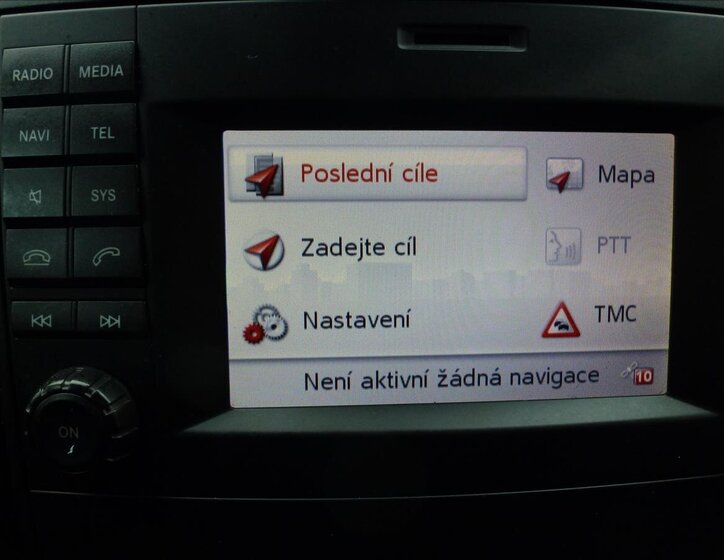 RADIO
MEDIA
NAVI
TEL
SYS
ON
Poslední cíle
Mapa
Zadejte cíl
PTT
Nastavení
TMC
Není aktivní žádná navigace
10